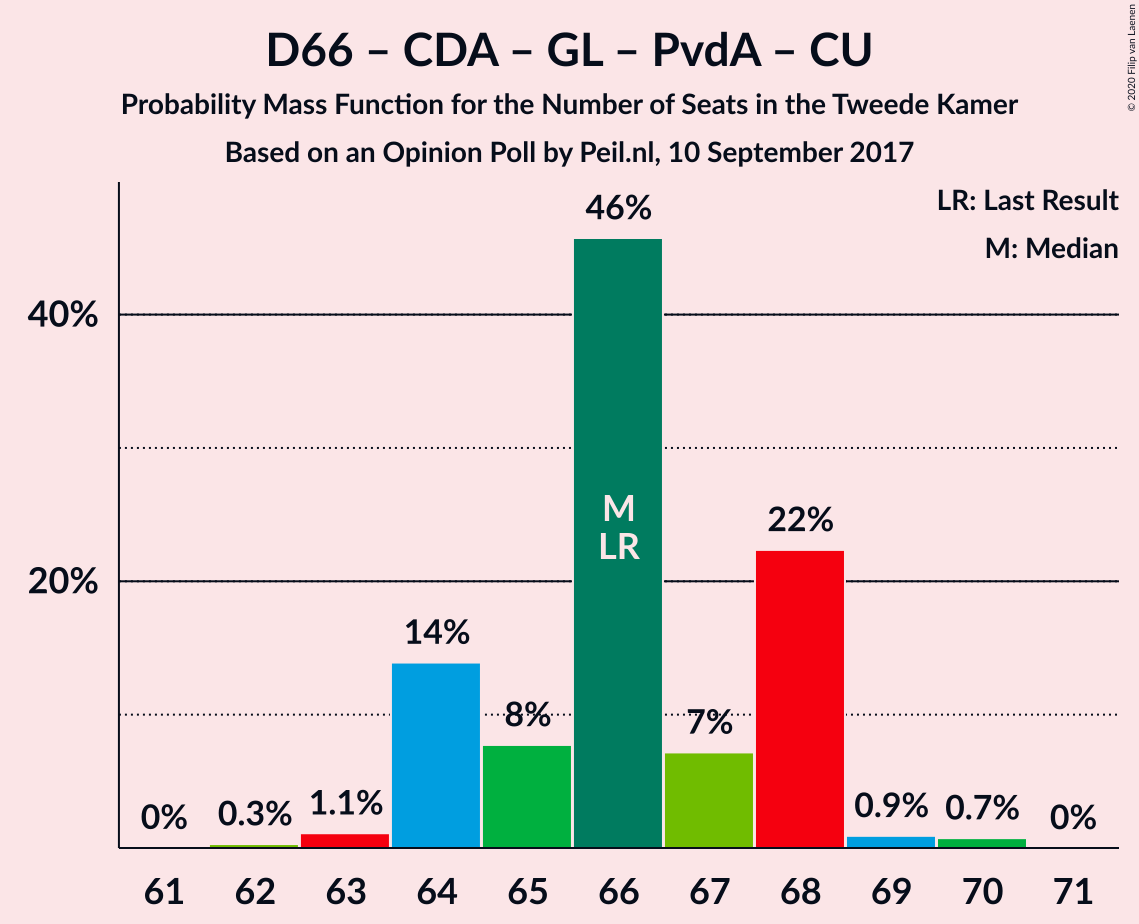 D66 – CDA – GL – PvdA – CU
Probability Mass Function for the Number of Seats in the Tweede Kamer
Based on an Opinion Poll by Peil.nl, 10 September 2017
© 2020 Filip van Laenen
LR: Last Result
M: Median
40%
20%
0%
0.3%
1.1%
14%
8%
46%
M
LR
7%
22%
0.9%
0.7%
0%
61 62 63 64 65 66 67 68 69 70 71